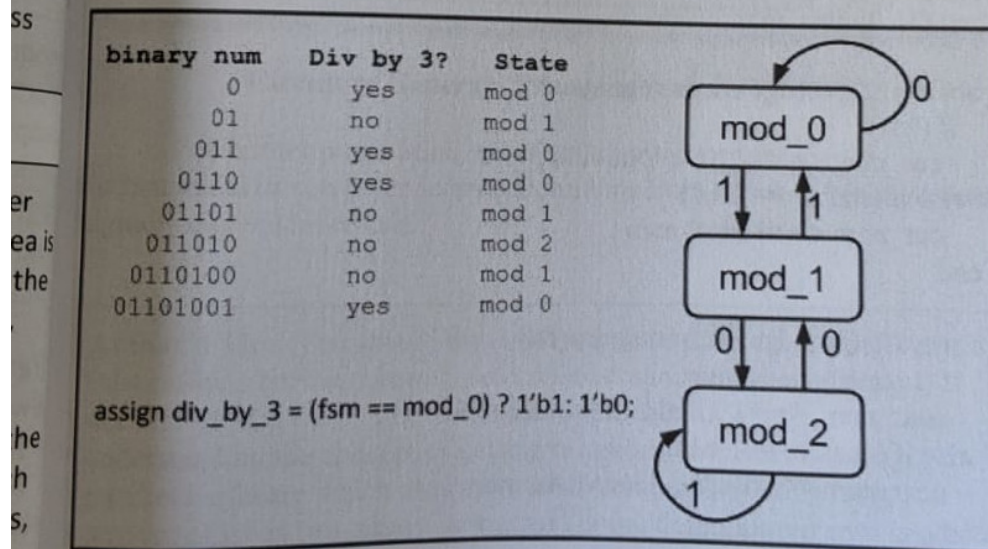 ss
er
ea is
the
he
h
s,
binary num Div by 3? State
0 yes mod 0
01 no mod 1
011 yes mod 0
0110 yes mod 0
01101 no mod 1
011010 no mod 2
0110100 no mod 1
01101001 yes mod 0
assign div_by_3 = (fsm == mod_0) ? 1'b1: 1'b0;
0
mod_0
1 1
mod_1
0 0
mod_2
1